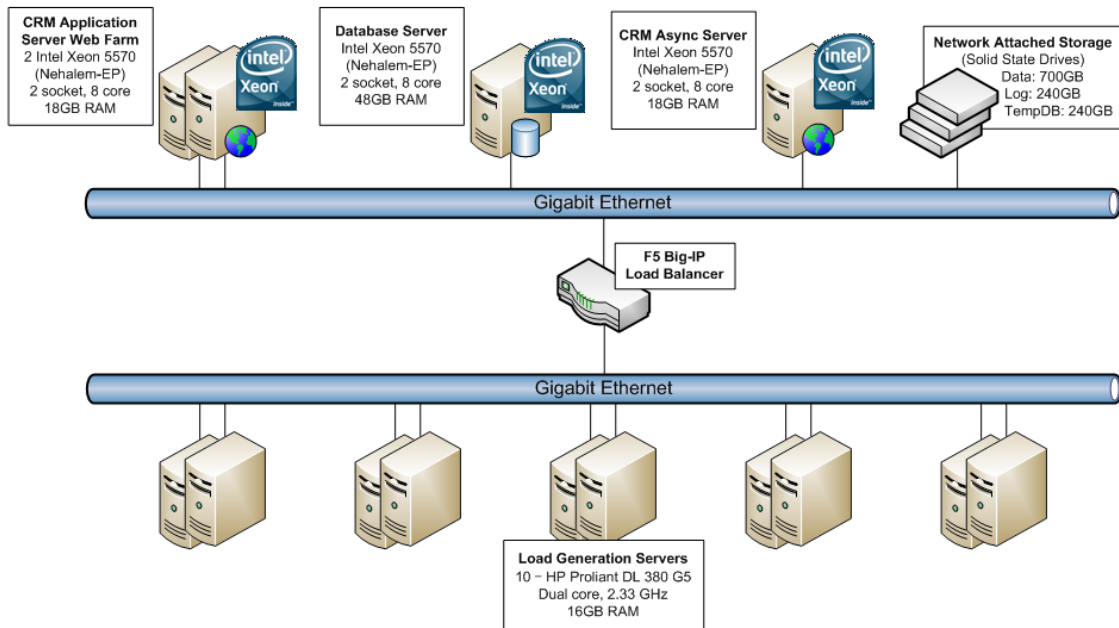 CRM Application
Server Web Farm
2 Intel Xeon 5570
(Nehalem-EP)
2 socket, 8 core
18GB RAM
intel
Xeon
inside™
Database Server
Intel Xeon 5570
(Nehalem-EP)
2 socket, 8 core
48GB RAM
intel
Xeon
inside™
CRM Async Server
Intel Xeon 5570
(Nehalem-EP)
2 socket, 8 core
18GB RAM
intel
Xeon
inside™
Network Attached Storage
(Solid State Drives)
Data: 700GB
Log: 240GB
TempDB: 240GB
Gigabit Ethernet
F5 Big-IP
Load Balancer
Gigabit Ethernet
Load Generation Servers
10 – HP Proliant DL 380 G5
Dual core, 2.33 GHz
16GB RAM